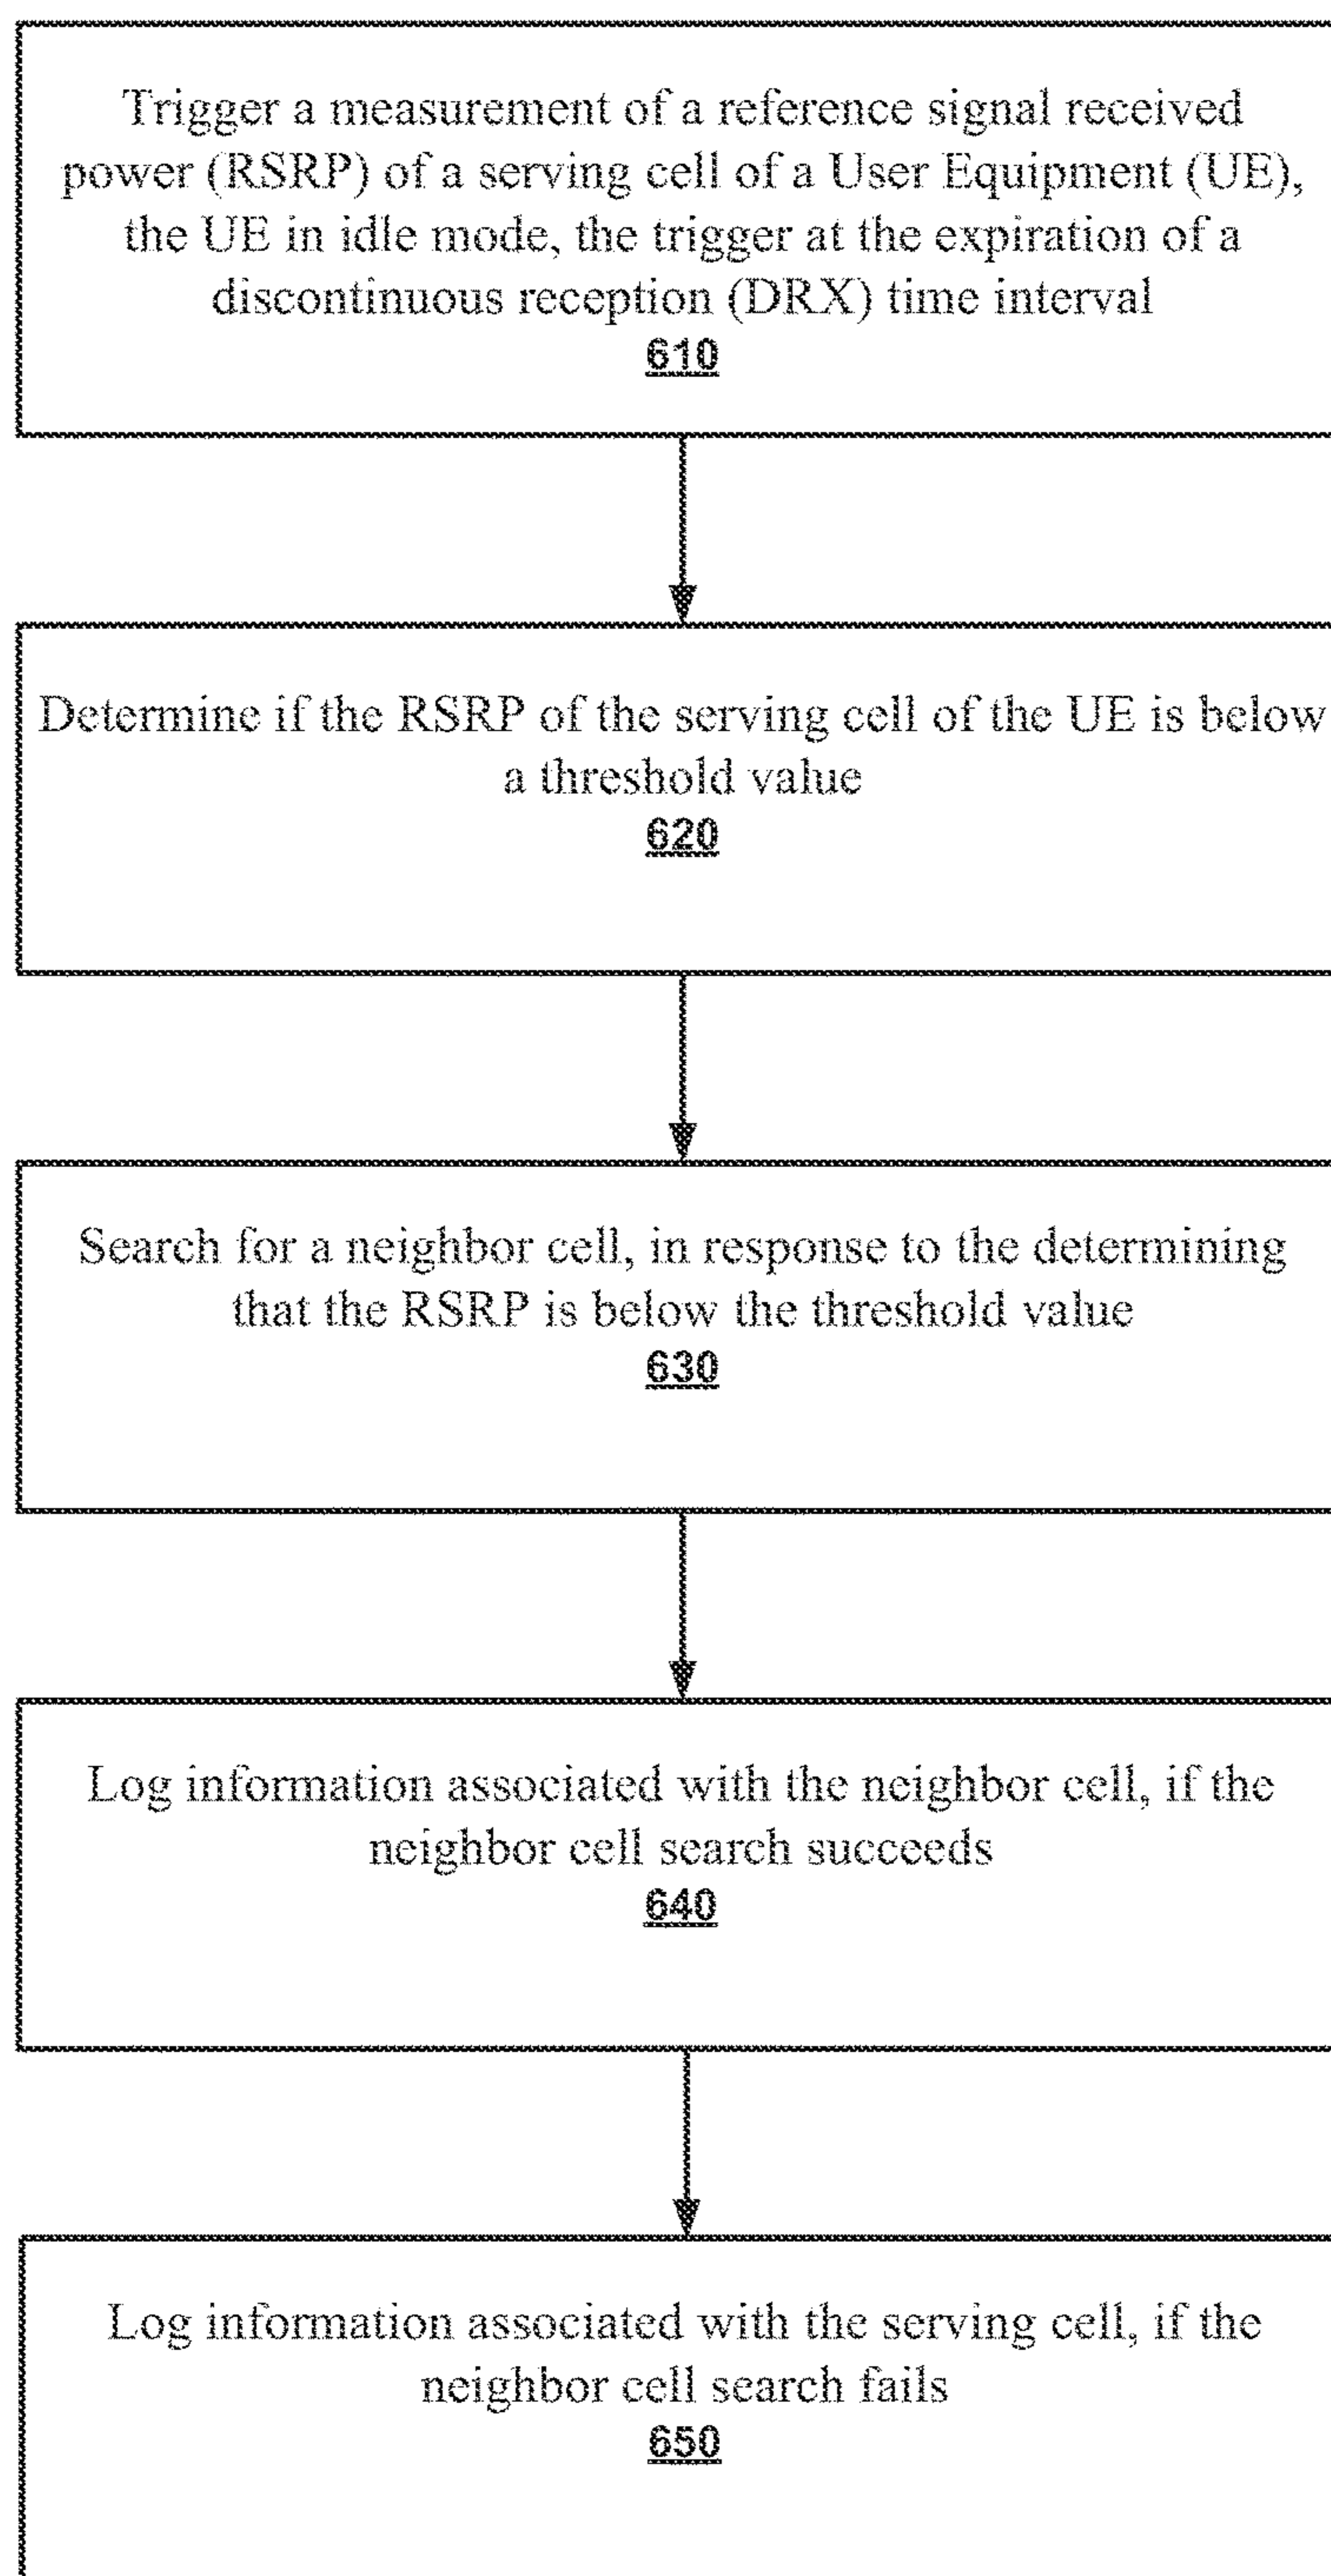 Trigger a measurement of a reference signal received
power (RSRP) of a serving cell of a User Equipment (UE),
the UE in idle mode, the trigger at the expiration of a
discontinuous reception (DRX) time interval
610
Determine if the RSRP of the serving cell of the UE is below
a threshold value
620
Search for a neighbor cell, in response to the determining
that the RSRP is below the threshold value
630
Log information associated with the neighbor cell, if the
neighbor cell search succeeds
640
Log information associated with the serving cell, if the
neighbor cell search fails
650